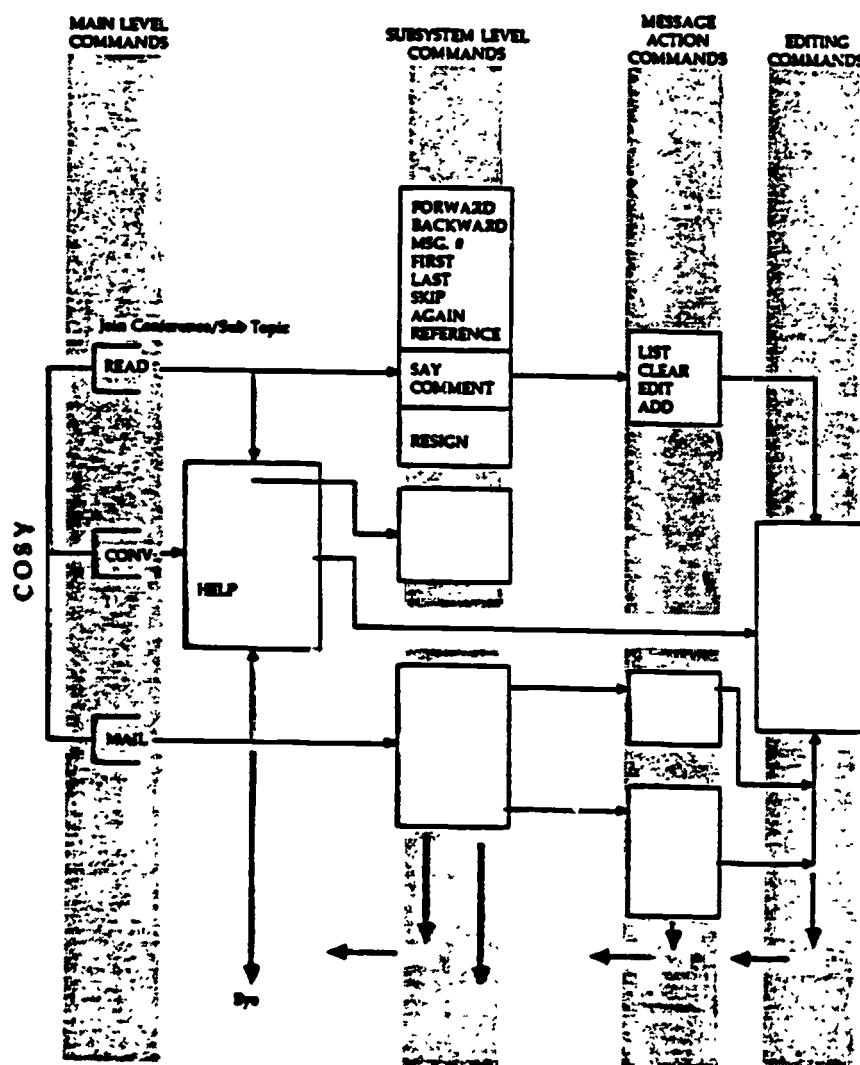 MAIN LEVEL
COMMANDS
SUBSYSTEM LEVEL
COMMANDS
MESSAGE
ACTION
COMMANDS
EDITING
COMMANDS
FORWARD
BACKWARD
MSG. #
FIRST
LAST
SKIP
AGAIN
REFERENCE
Join Conference/Sub Topic
READ
SAY
COMMENT
RESIGN
LIST
CLEAR
EDIT
ADD
COSY
CONV.
HELP
MAIL
Bye